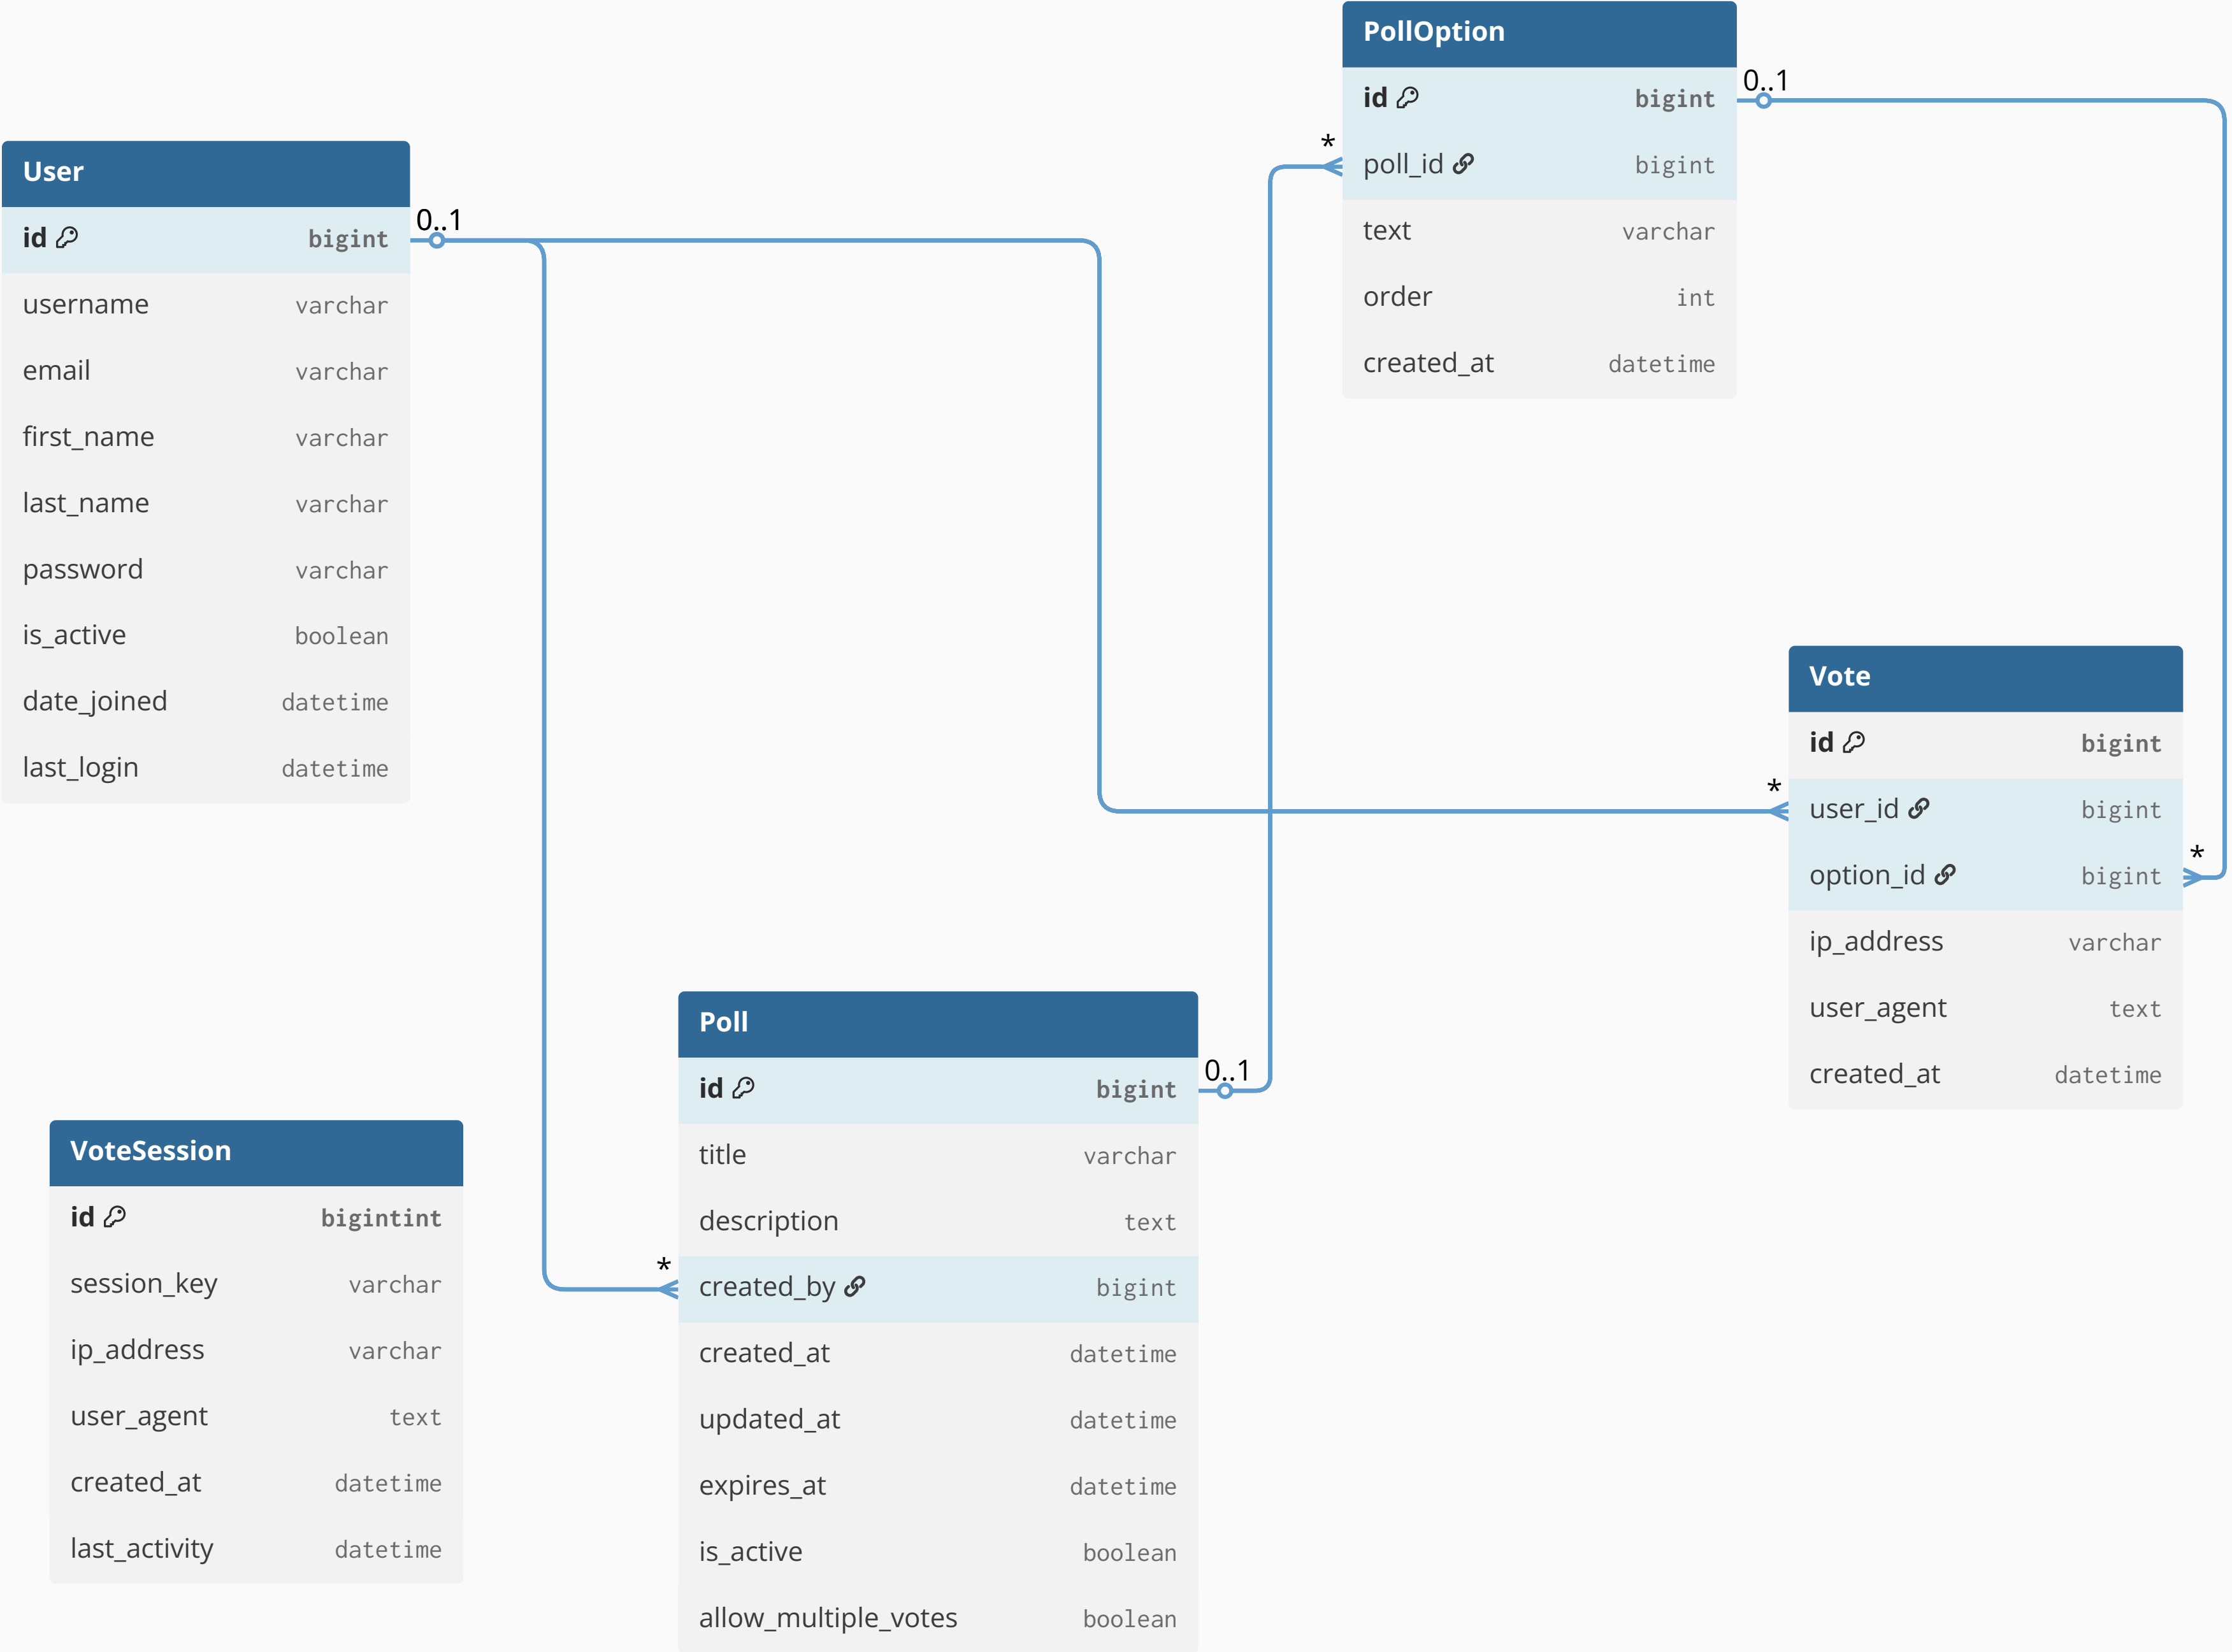 PollOption
id bigint
0..1
* poll_id bigint
text varchar
order int
created_at datetime
User
id bigint
0..1
username varchar
email varchar
first_name varchar
last_name varchar
password varchar
is_active boolean
date_joined datetime
last_login datetime
Vote
id bigint
* user_id bigint
option_id bigint *
ip_address varchar
user_agent text
created_at datetime
Poll
id bigint
0..1
title varchar
description text
* created_by bigint
created_at datetime
updated_at datetime
expires_at datetime
is_active boolean
allow_multiple_votes boolean
VoteSession
id bigintint
session_key varchar
ip_address varchar
user_agent text
created_at datetime
last_activity datetime